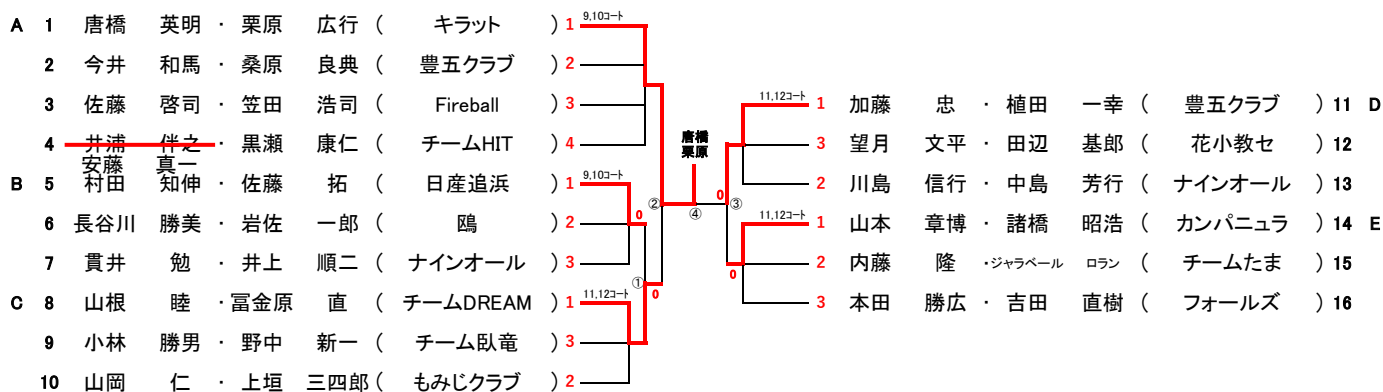 A 1 唐橋 英明 ・ 栗原 広行 ( キラット ) 1 9,10コート
2 今井 和馬 ・ 桑原 良典 ( 豊五クラブ ) 2
3 佐藤 啓司 ・ 笠田 浩司 ( Fireball ) 3
4 井浦 伴之 ・ 黒瀬 康仁 ( チームHIT ) 4
安藤 真一
B 5 村田 知伸 ・ 佐藤 拓 ( 日産追浜 ) 1 9,10コート
6 長谷川 勝美 ・ 岩佐 一郎 ( 鴎 ) 2
7 貫井 勉 ・ 井上 順二 ( ナインオール ) 3
C 8 山根 睦 ・ 冨金原 直 ( チームDREAM ) 1 11,12コート
9 小林 勝男 ・ 野中 新一 ( チーム臥竜 ) 3
10 山岡 仁 ・ 上垣 三四郎 ( もみじクラブ ) 2
0
① 0
②
唐橋
栗原
④
0 ③
0
11,12コート 1 加藤 忠 ・ 植田 一幸 ( 豊五クラブ ) 11 D
3 望月 文平 ・ 田辺 基郎 ( 花小教セ ) 12
2 川島 信行 ・ 中島 芳行 ( ナインオール ) 13
11,12コート 1 山本 章博 ・ 諸橋 昭浩 ( カンパニュラ ) 14 E
2 内藤 隆 ・ジャラベール ロラン ( チームたま ) 15
3 本田 勝広 ・ 吉田 直樹 ( フォールズ ) 16